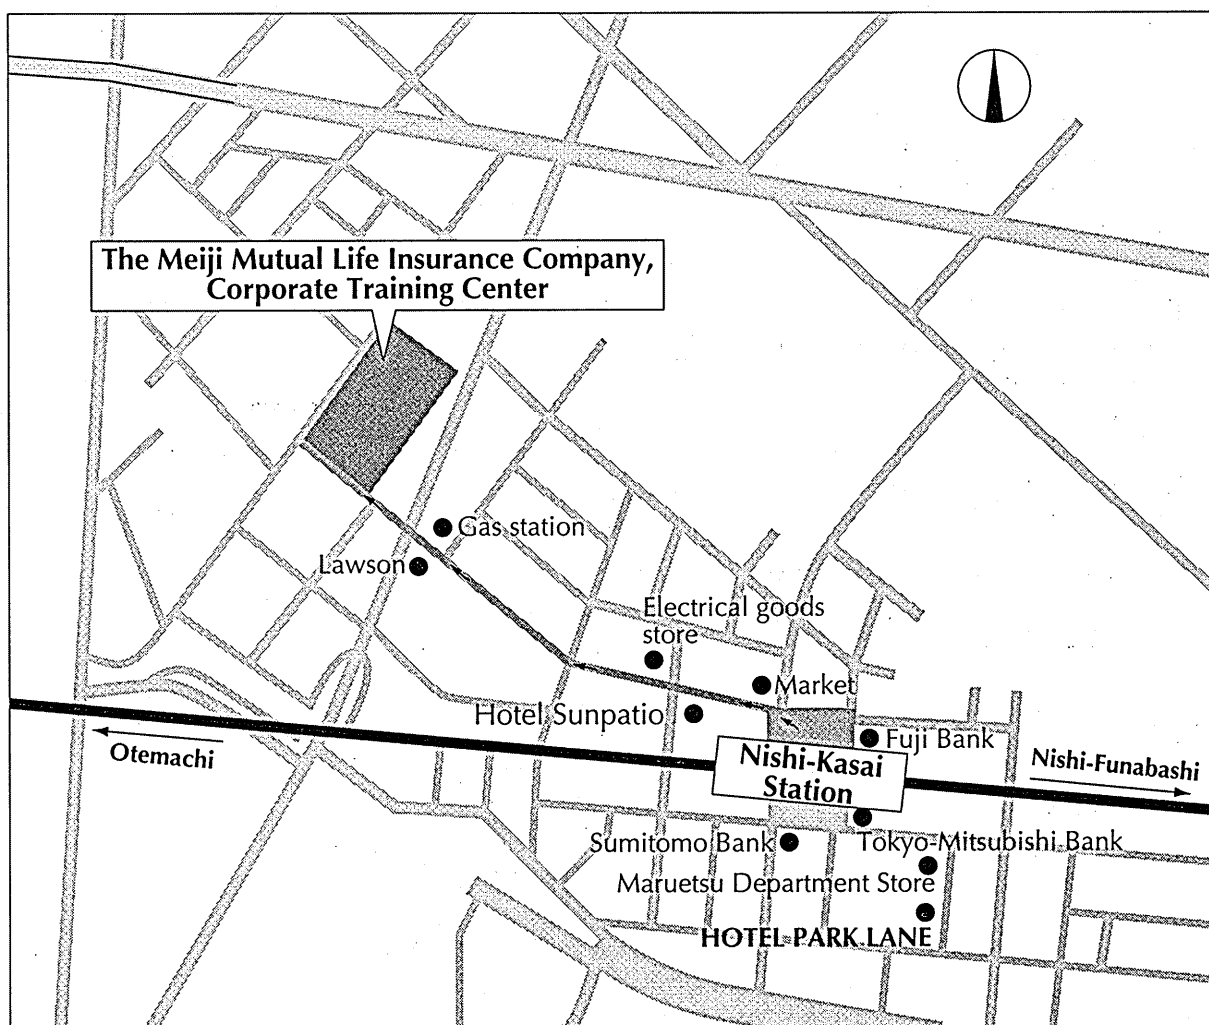 The Meiji Mutual Life Insurance Company,
Corporate Training Center
Gas station
Lawson
Electrical goods
store
Market
Hotel Sunpatio
Fuji Bank
Nishi-Kasai
Station
Otemachi
Nishi-Funabashi
Sumitomo Bank
Tokyo-Mitsubishi Bank
Maruetsu Department Store
HOTEL PARK LANE